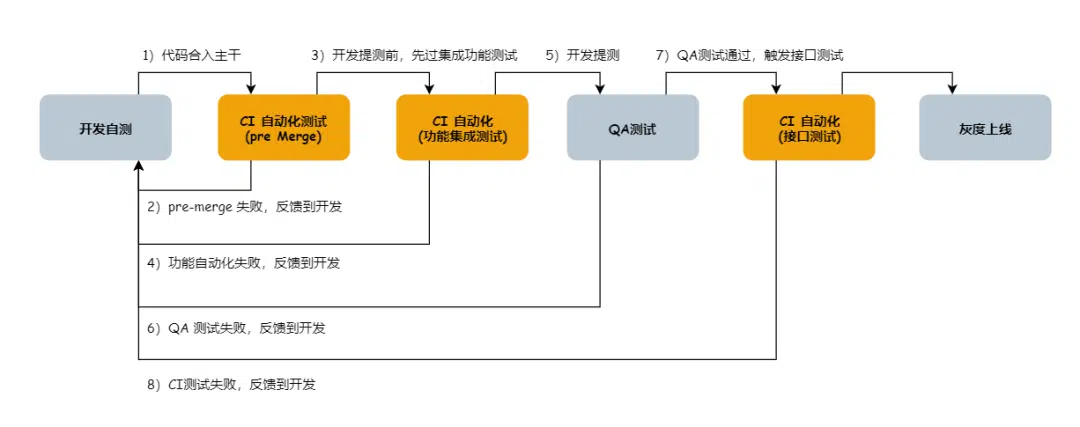 1）代码合入主干
3）开发提测前，先过集成功能测试
5）开发提测
7）QA测试通过，触发接口测试
开发自测
CI 自动化测试
(pre Merge)
CI 自动化
(功能集成测试)
QA测试
CI 自动化
(接口测试)
灰度上线
2）pre-merge 失败，反馈到开发
4）功能自动化失败，反馈到开发
6）QA 测试失败，反馈到开发
8）CI测试失败，反馈到开发